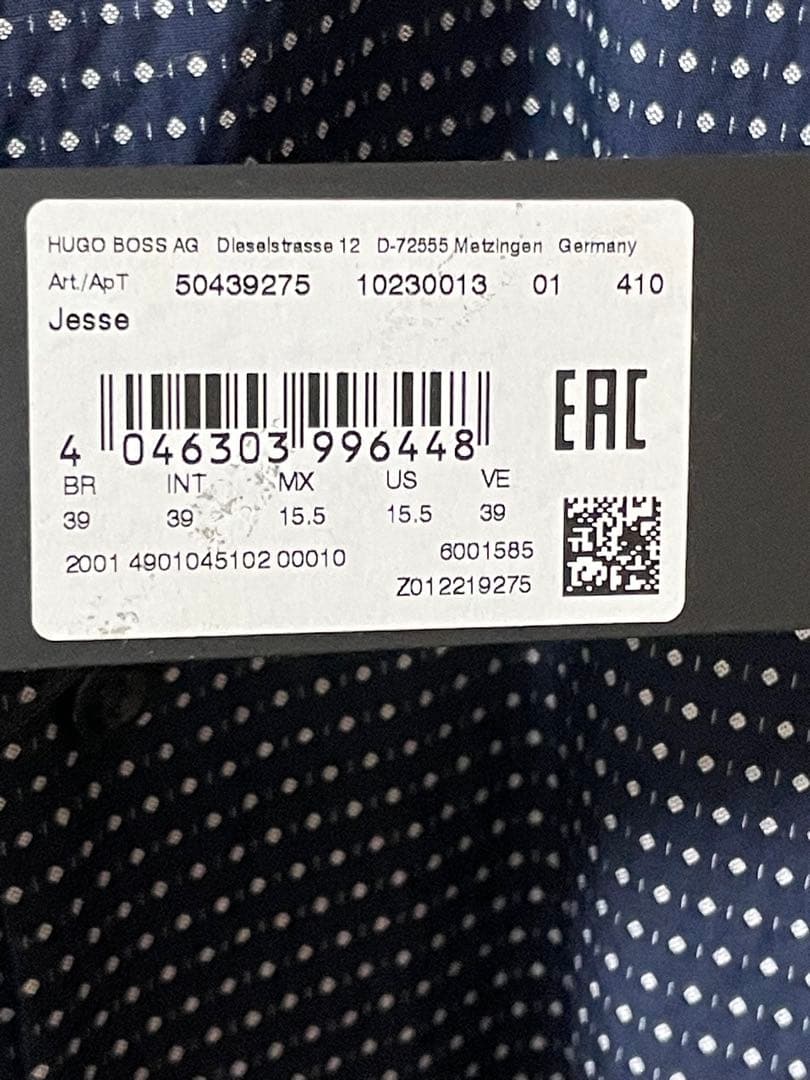 HUGO BOSS AG Dieselstrasse 12 D-72555 Metzingen Germany
Art./ApT 50439275 10230013 01 410
Jesse
EAC
4 046303 996448
BR INT MX US VE
39 39 15.5 15.5 39
2001 4901045102 00010 6001585
Z012219275